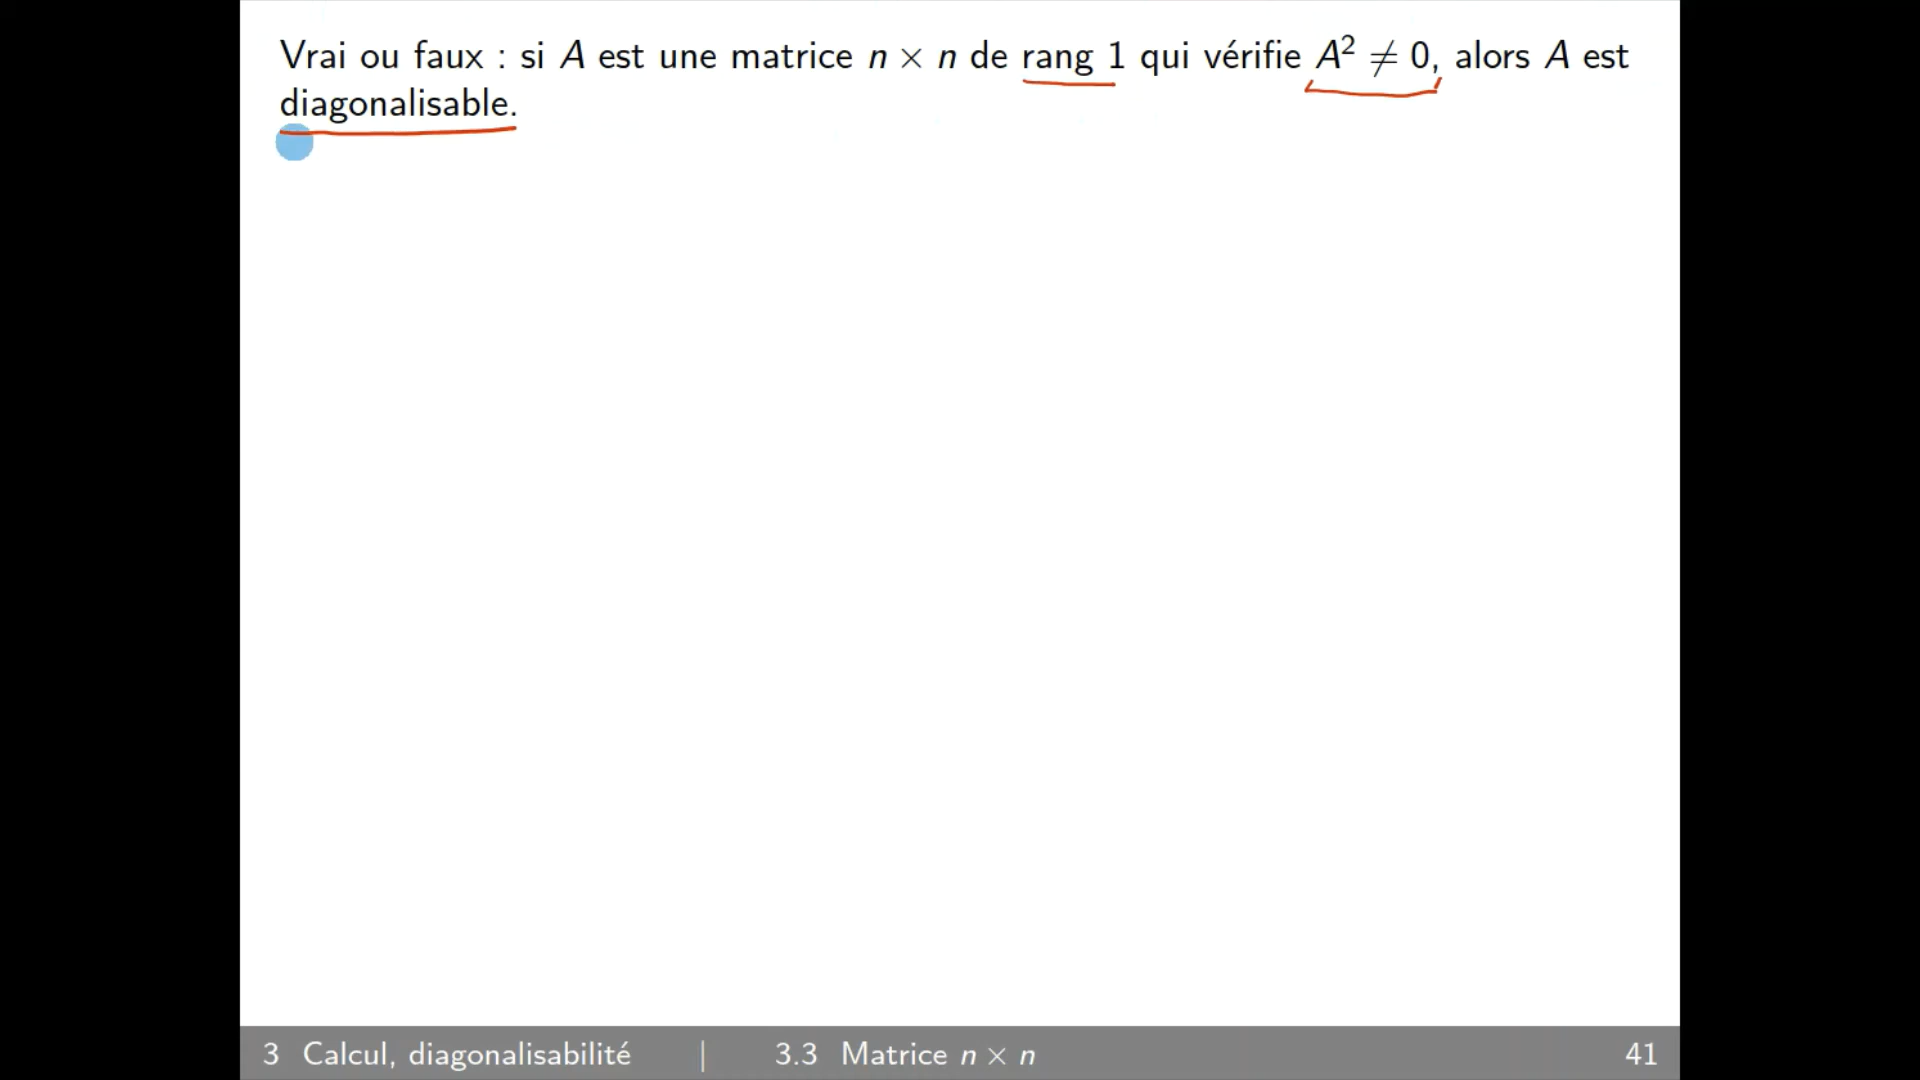 Vrai ou faux : si A est une matrice n × n de rang 1 qui vérifie A² ≠ 0, alors A est
diagonalisable.
3 Calcul, diagonalisabilité | 3.3 Matrice n × n 41